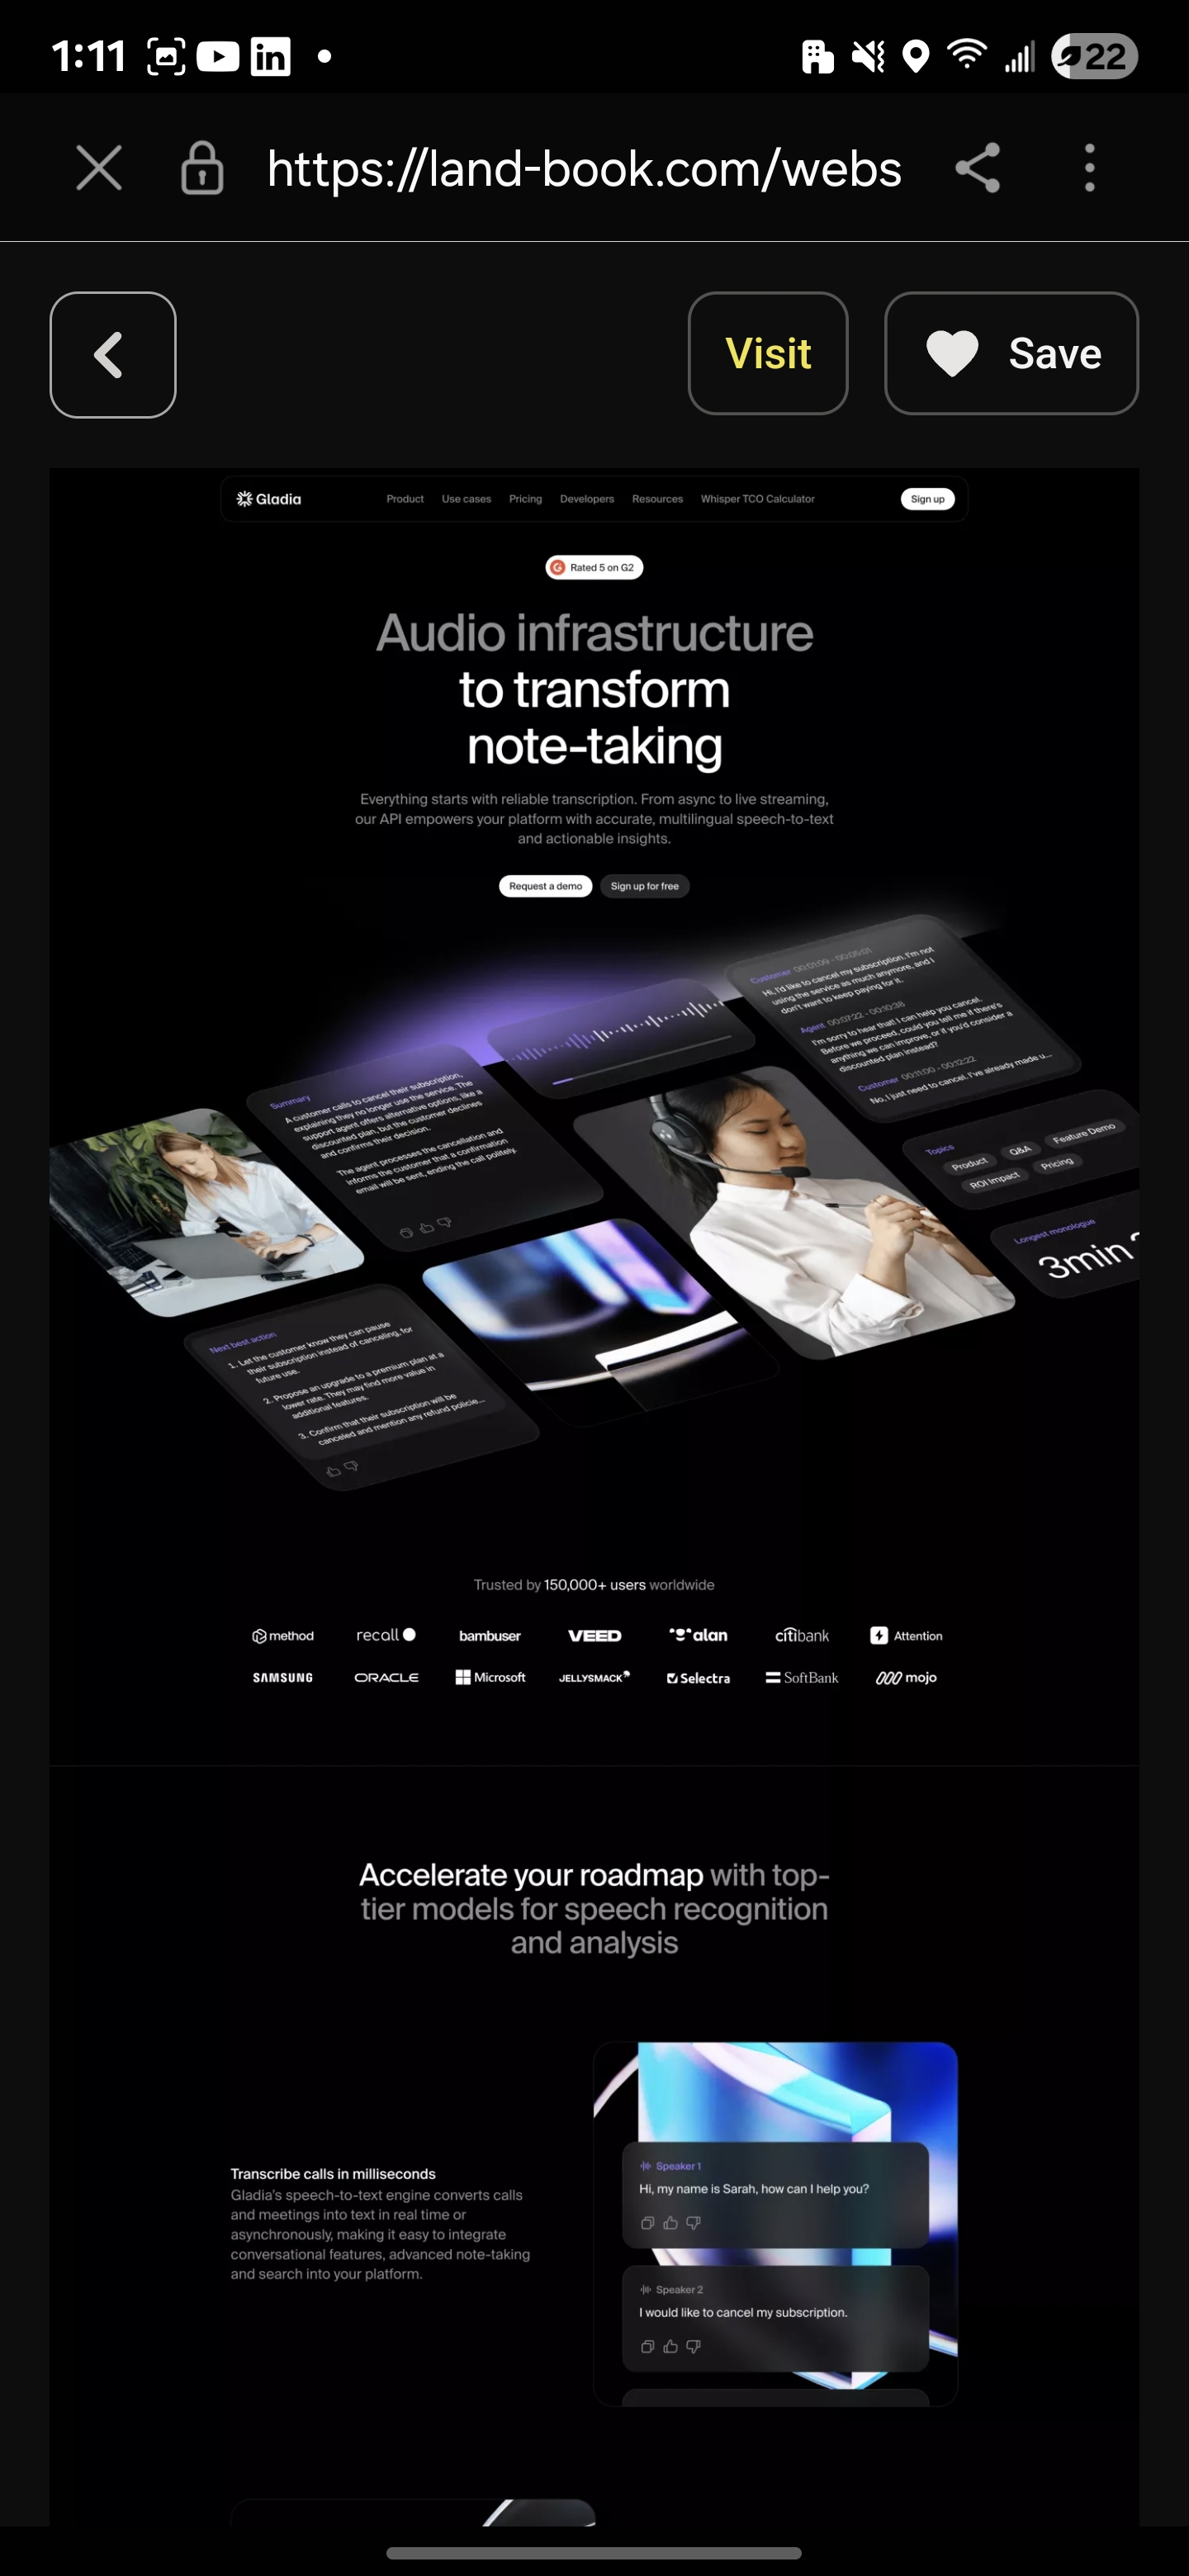 1:11
22
https://land-book.com/webs
Visit
Save
Gladia
Product
Use cases
Pricing
Developers
Resources
Whisper TCO Calculator
Sign up
Rated 5 on G2
Audio infrastructure
to transform
note-taking
Everything starts with reliable transcription. From async to live streaming,
our API empowers your platform with accurate, multilingual speech-to-text
and actionable insights.
Request a demo
Sign up for free
Customer 00:01:09 - 00:05:01
Hi, I'd like to cancel my subscription. I'm not
using the service as much anymore, and I
don't want to keep paying for it.
Agent 00:07:22 - 00:10:38
I'm sorry to hear that! I can help you cancel.
Before we proceed, could you tell me if there's
anything we can improve, or if you'd consider a
discounted plan instead?
Customer 00:11:00 - 00:12:22
No, I just need to cancel. I've already made u...
Summary
A customer calls to cancel their subscription,
explaining they no longer use the service. The
support agent offers alternative options, like a
discounted plan, but the customer declines
and confirms their decision.
The agent processes the cancellation and
informs the customer that a confirmation
email will be sent, ending the call politely.
Topics
Product
Q&A
Feature Demo
ROI Impact
Pricing
Longest monologue
3min
Next best action
1. Let the customer know they can pause
their subscription instead of canceling, for
future use.
2. Propose an upgrade to a premium plan at a
lower rate. They may find more value in
additional features.
3. Confirm that their subscription will be
canceled and mention any refund policie...
Trusted by 150,000+ users worldwide
method
recall
bambuser
VEED
alan
citibank
Attention
SAMSUNG
ORACLE
Microsoft
JELLYSMACK
Selectra
SoftBank
mojo
Accelerate your roadmap with top-
tier models for speech recognition
and analysis
Transcribe calls in milliseconds
Gladia's speech-to-text engine converts calls
and meetings into text in real time or
asynchronously, making it easy to integrate
conversational features, advanced note-taking
and search into your platform.
Speaker 1
Hi, my name is Sarah, how can I help you?
Speaker 2
I would like to cancel my subscription.